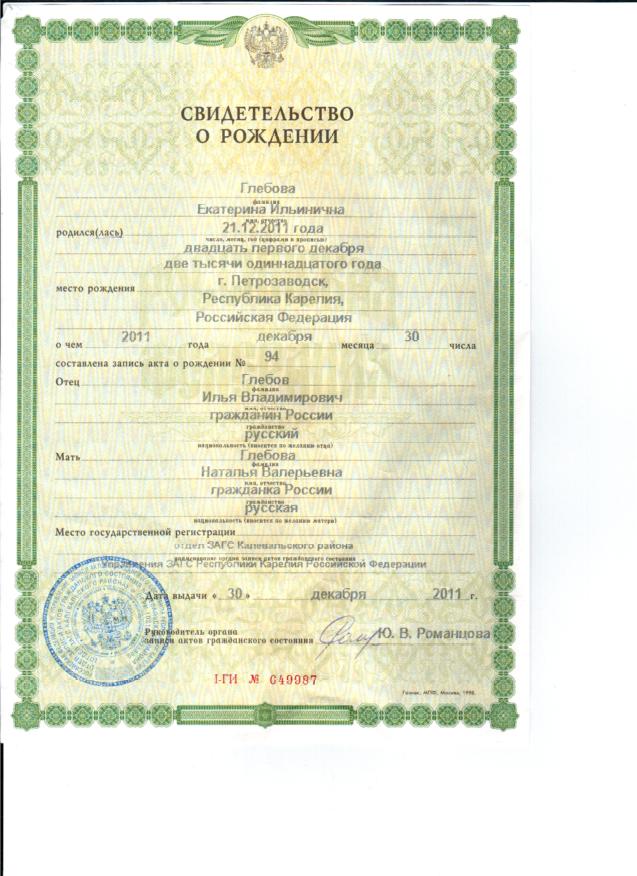 СВИДЕТЕЛЬСТВО
О РОЖДЕНИИ
Глебова
фамилия
Екатерина Ильинична
имя, отчество
родился(лась) 21.12.2011 года
число, месяц, год (цифрами и прописью)
двадцать первого декабря
две тысячи одиннадцатого года
место рождения г. Петрозаводск,
Республика Карелия,
Российская Федерация
о чем 2011 года декабря месяца 30 числа
составлена запись акта о рождении № 94
Отец Глебов
фамилия
Илья Владимирович
имя, отчество
гражданин России
гражданство
русский
национальность (вносится по желанию отца)
Мать Глебова
фамилия
Наталья Валерьевна
имя, отчество
гражданка России
гражданство
русская
национальность (вносится по желанию матери)
Место государственной регистрации
отдел ЗАГС Калевальского района
наименование органа записи актов гражданского состояния
Управления ЗАГС Республики Карелия Российской Федерации
Дата выдачи « 30 » декабря 2011 г.
М.П.
Руководитель органа
записи актов гражданского состояния Ю. В. Романцова
I-ГИ № 649987
Гознак, МПФ, Москва, 1998.